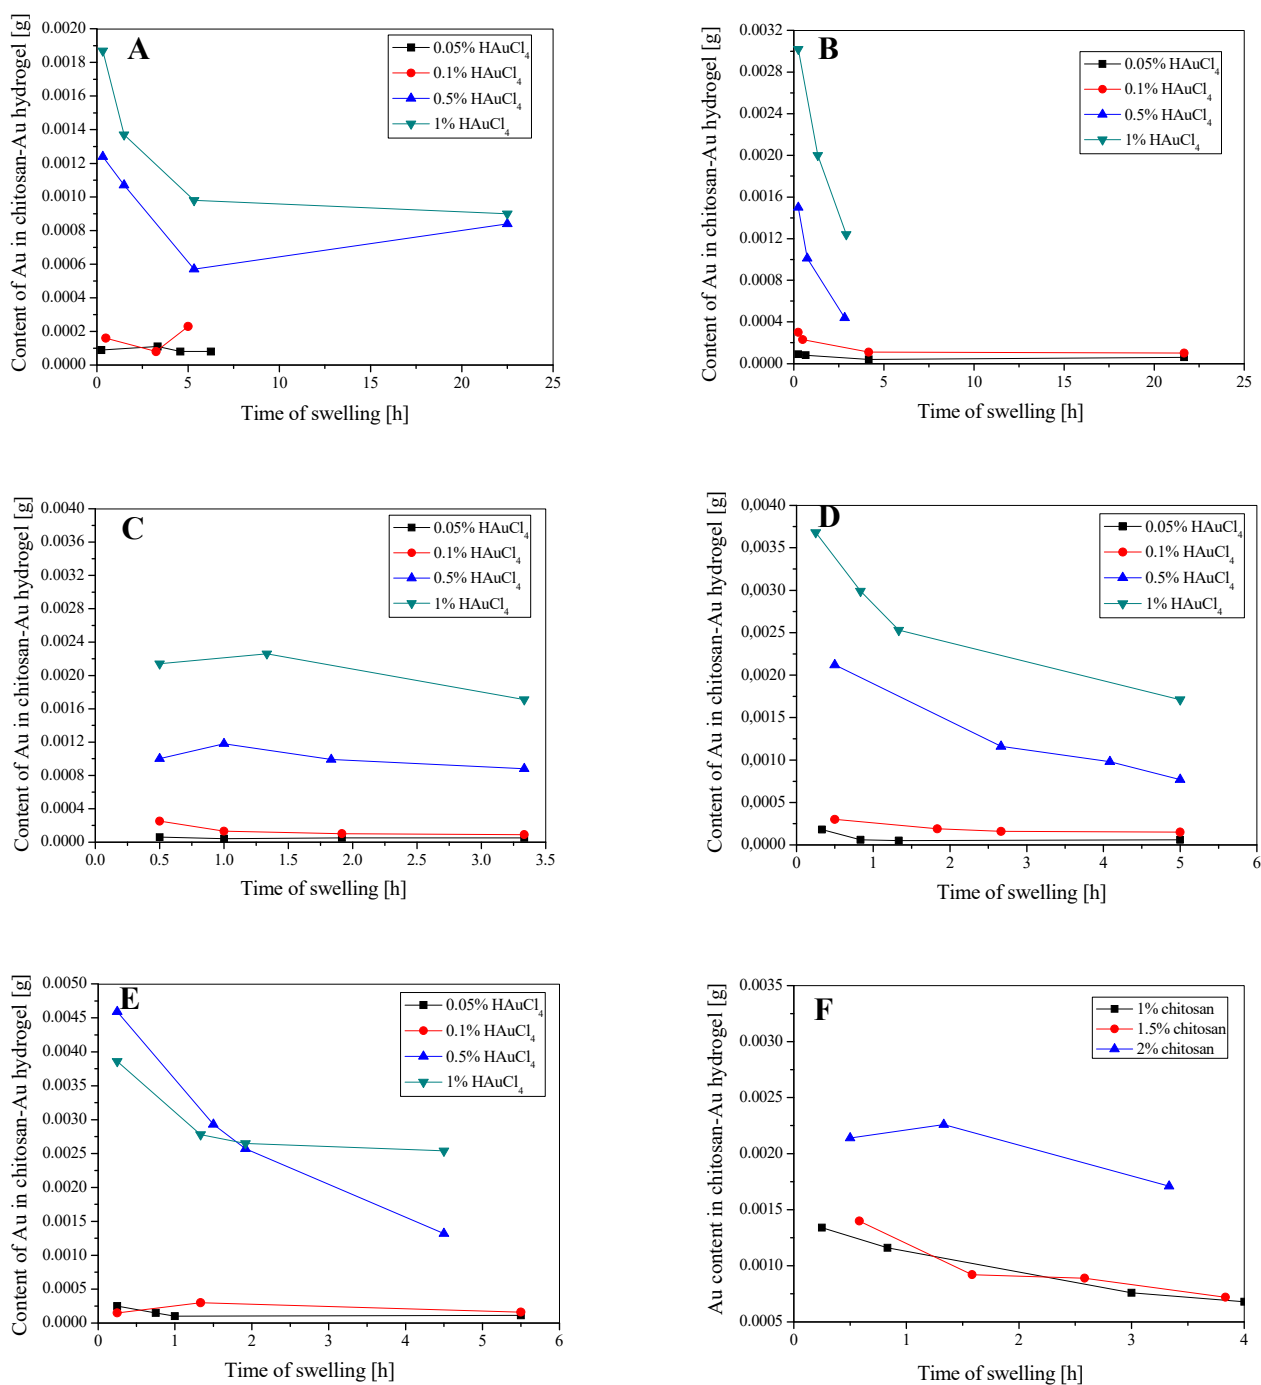 A
Content of Au in chitosan-Au hydrogel [g]
0.0020
0.0018
0.0016
0.0014
0.0012
0.0010
0.0008
0.0006
0.0004
0.0002
0.0000
0.05% HAuCl4
0.1% HAuCl4
0.5% HAuCl4
1% HAuCl4
0 5 10 15 20 25
Time of swelling [h]
B
Content of Au in chitosan-Au hydrogel [g]
0.0032
0.0028
0.0024
0.0020
0.0016
0.0012
0.0008
0.0004
0.0000
0.05% HAuCl4
0.1% HAuCl4
0.5% HAuCl4
1% HAuCl4
0 5 10 15 20 25
Time of swelling [h]
C
Content of Au in chitosan-Au hydrogel [g]
0.0040
0.0036
0.0032
0.0028
0.0024
0.0020
0.0016
0.0012
0.0008
0.0004
0.0000
0.05% HAuCl4
0.1% HAuCl4
0.5% HAuCl4
1% HAuCl4
0.0 0.5 1.0 1.5 2.0 2.5 3.0 3.5
Time of swelling [h]
D
Content of Au in chitosan-Au hydrogel [g]
0,0040
0,0035
0,0030
0,0025
0,0020
0,0015
0,0010
0,0005
0,0000
0.05% HAuCl4
0.1% HAuCl4
0.5% HAuCl4
1% HAuCl4
0 1 2 3 4 5 6
Time of swelling [h]
E
Content of Au in chitosan-Au hydrogel [g]
0.0050
0.0045
0.0040
0.0035
0.0030
0.0025
0.0020
0.0015
0.0010
0.0005
0.0000
0.05% HAuCl4
0.1% HAuCl4
0.5% HAuCl4
1% HAuCl4
0 1 2 3 4 5 6
Time of swelling [h]
F
Au content in chitosan-Au hydrogel [g]
0.0035
0.0030
0.0025
0.0020
0.0015
0.0010
0.0005
1% chitosan
1.5% chitosan
2% chitosan
0 1 2 3 4
Time of swelling [h]